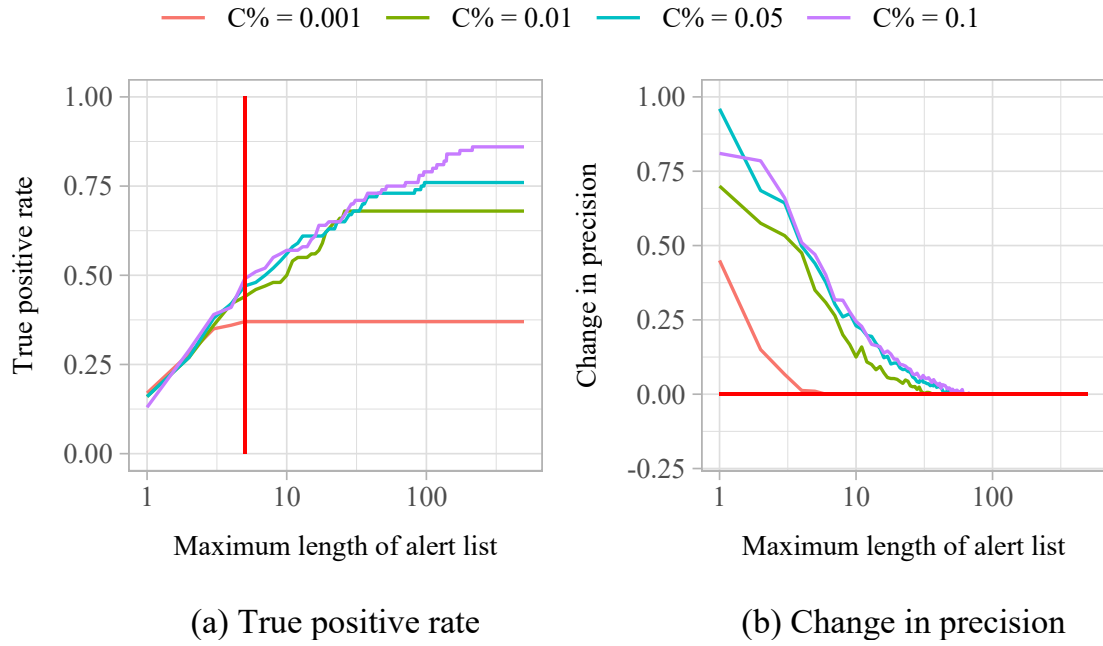 C% = 0.001 C% = 0.01 C% = 0.05 C% = 0.1
True positive rate
1.00
0.75
0.50
0.25
0.00
1 10 100
Maximum length of alert list
(a) True positive rate
Change in precision
1.00
0.75
0.50
0.25
0.00
-0.25
1 10 100
Maximum length of alert list
(b) Change in precision